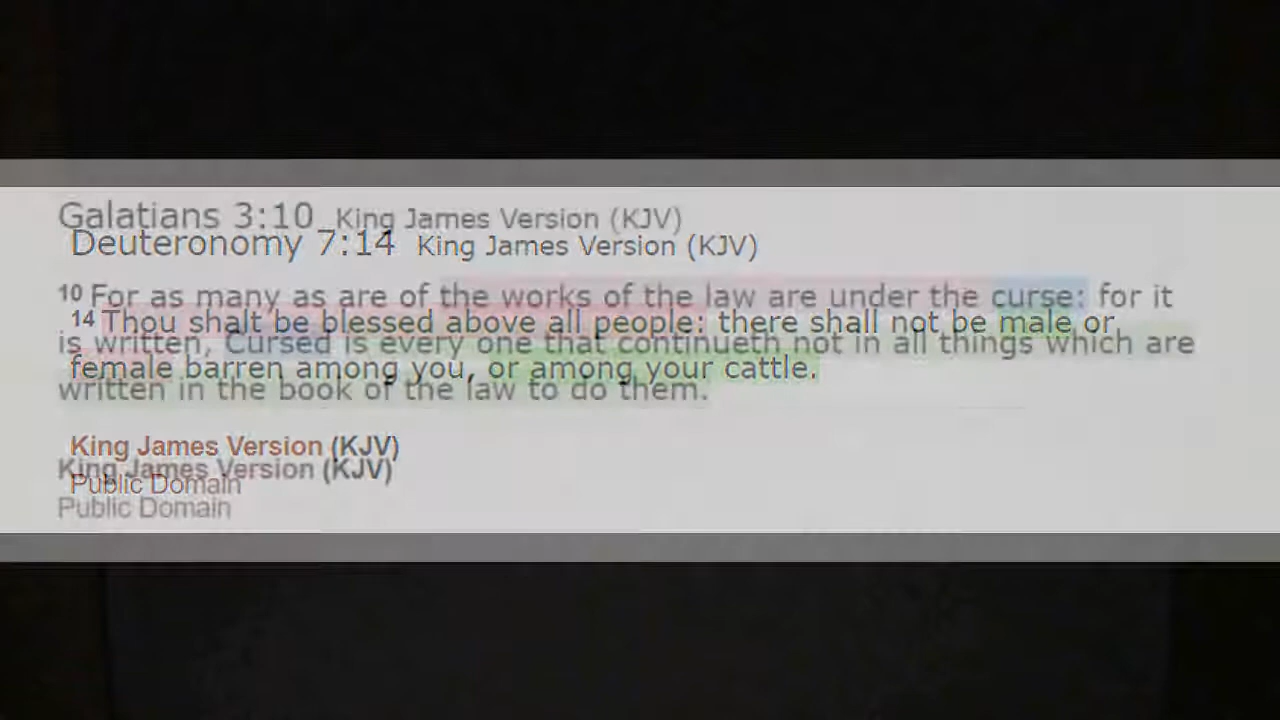 Galatians 3:10 King James Version (KJV)
Deuteronomy 7:14 King James Version (KJV)
10 For as many as are of the works of the law are under the curse: for it
14 Thou shalt be blessed above all people: there shall not be male or
is written, Cursed is every one that continueth not in all things which are
female barren among you, or among your cattle.
written in the book of the law to do them.
King James Version (KJV)
King James Version (KJV)
Public Domain
Public Domain